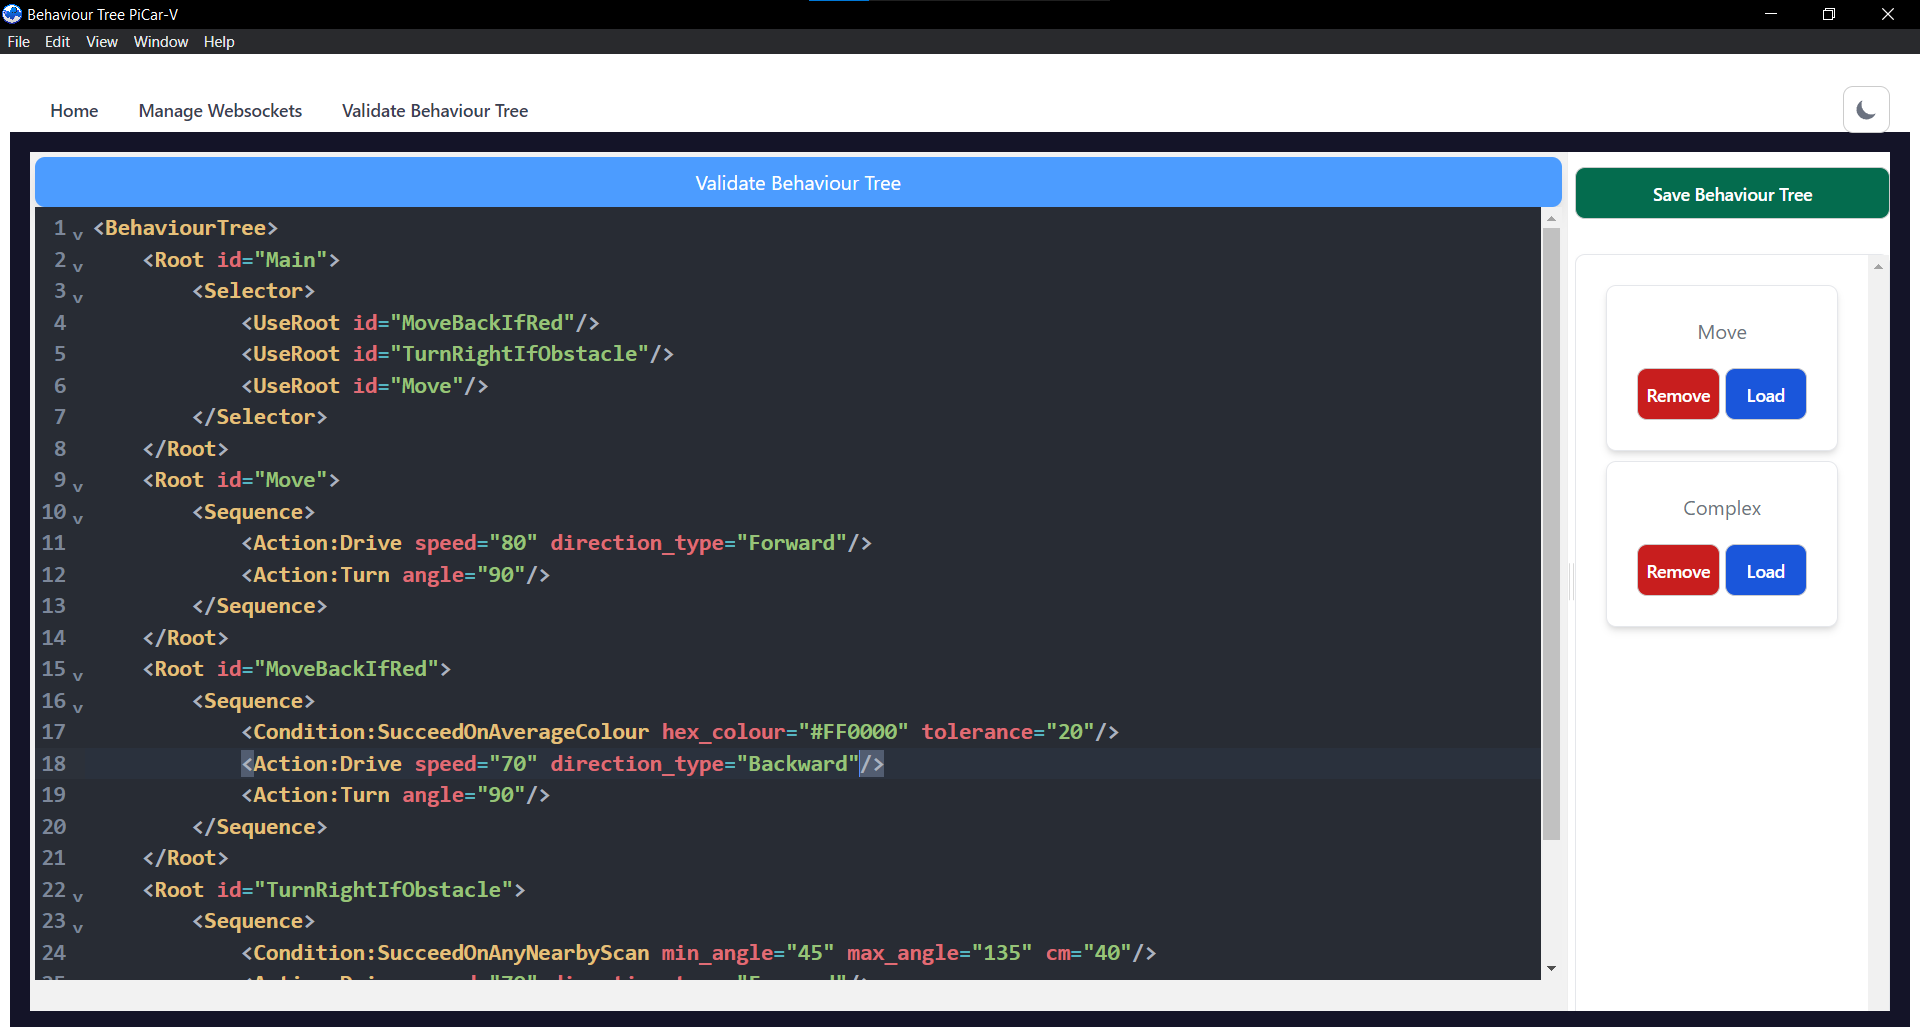 Behaviour Tree PiCar-V
File Edit View Window Help
Home Manage Websockets Validate Behaviour Tree
Validate Behaviour Tree
1 <BehaviourTree>
2 <Root id="Main">
3 <Selector>
4 <UseRoot id="MoveBackIfRed"/>
5 <UseRoot id="TurnRightIfObstacle"/>
6 <UseRoot id="Move"/>
7 </Selector>
8 </Root>
9 <Root id="Move">
10 <Sequence>
11 <Action:Drive speed="80" direction_type="Forward"/>
12 <Action:Turn angle="90"/>
13 </Sequence>
14 </Root>
15 <Root id="MoveBackIfRed">
16 <Sequence>
17 <Condition:SucceedOnAverageColour hex_colour="#FF0000" tolerance="20"/>
18 <Action:Drive speed="70" direction_type="Backward"/>
19 <Action:Turn angle="90"/>
20 </Sequence>
21 </Root>
22 <Root id="TurnRightIfObstacle">
23 <Sequence>
24 <Condition:SucceedOnAnyNearbyScan min_angle="45" max_angle="135" cm="40"/>
Save Behaviour Tree
Move
Remove Load
Complex
Remove Load